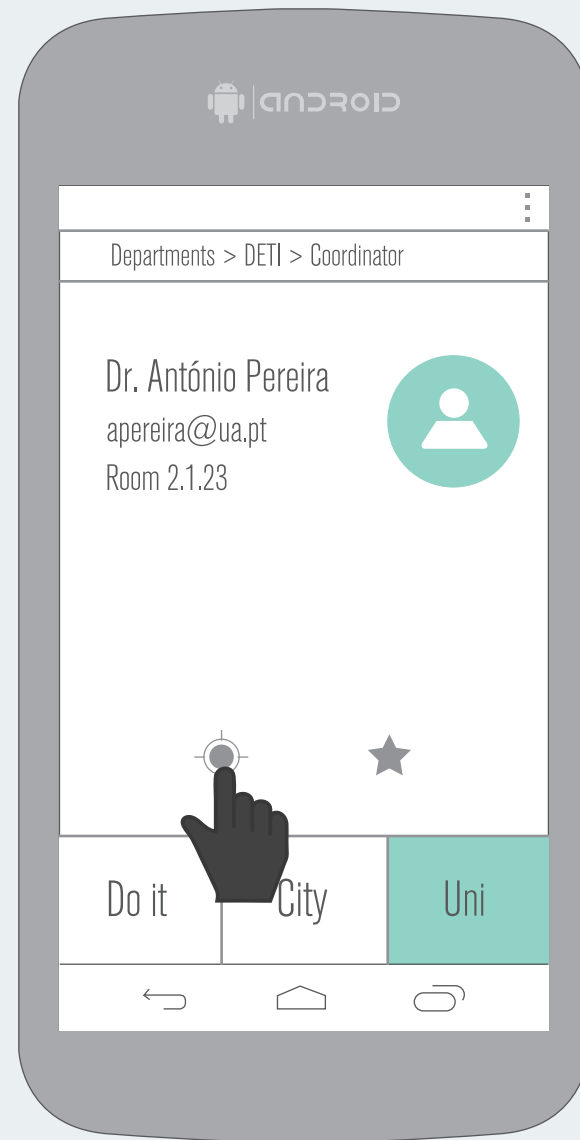 android
Departments > DETI > Coordinator
Dr. António Pereira
apereira@ua.pt
Room 2.1.23
Do it
City
Uni